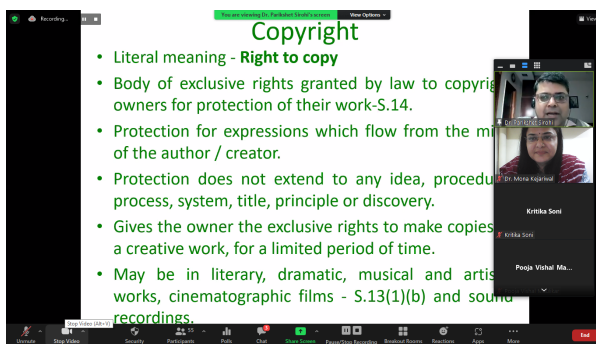 Recording...
You are viewing Dr. Parikshet Sirohi's screen
View Options
View
Copyright
• Literal meaning - Right to copy
• Body of exclusive rights granted by law to copyrig
owners for protection of their work-S.14.
• Protection for expressions which flow from the mi
of the author / creator.
• Protection does not extend to any idea, procedu
process, system, title, principle or discovery.
• Gives the owner the exclusive rights to make copies
a creative work, for a limited period of time.
• May be in literary, dramatic, musical and artis
works, cinematographic films - S.13(1)(b) and sound
recordings.
Dr. Parikshet Sirohi
Dr. Mona Kejariwal
Kritika Soni
Kritika Soni
Pooja Vishal Ma...
Stop Video (Alt+V)
55
Unmute
Stop Video
Security
Participants
Polls
Chat
Share Screen
Pause/Stop Recording
Breakout Rooms
Reactions
Apps
More
End